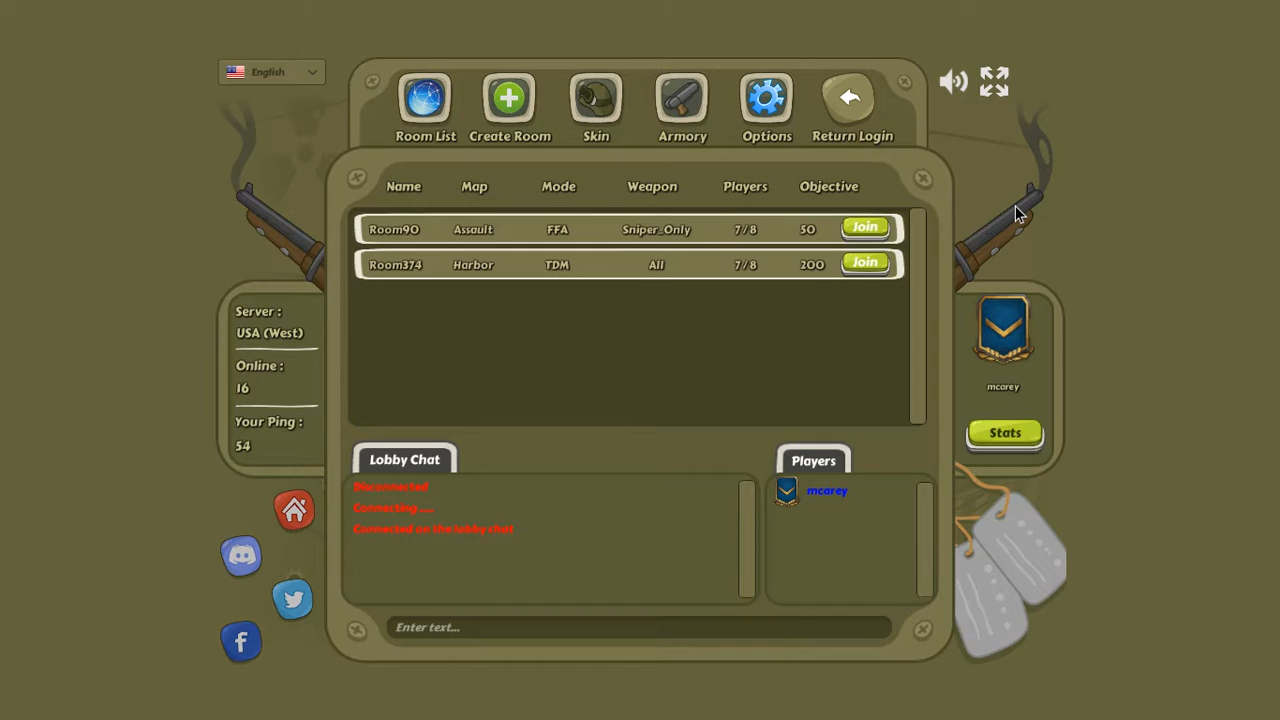 English
Room List Create Room Skin Armory Options Return Login
Name Map Mode Weapon Players Objective
Room90 Assault FFA Sniper_Only 7/8 50 Join
Room374 Harbor TDM All 7/8 200 Join
Server :
USA (West)
Online :
16
Your Ping :
54
mcarey
Stats
Lobby Chat
Disconnected
Connecting.....
Connected on the lobby chat
Players
mcarey
Enter text...